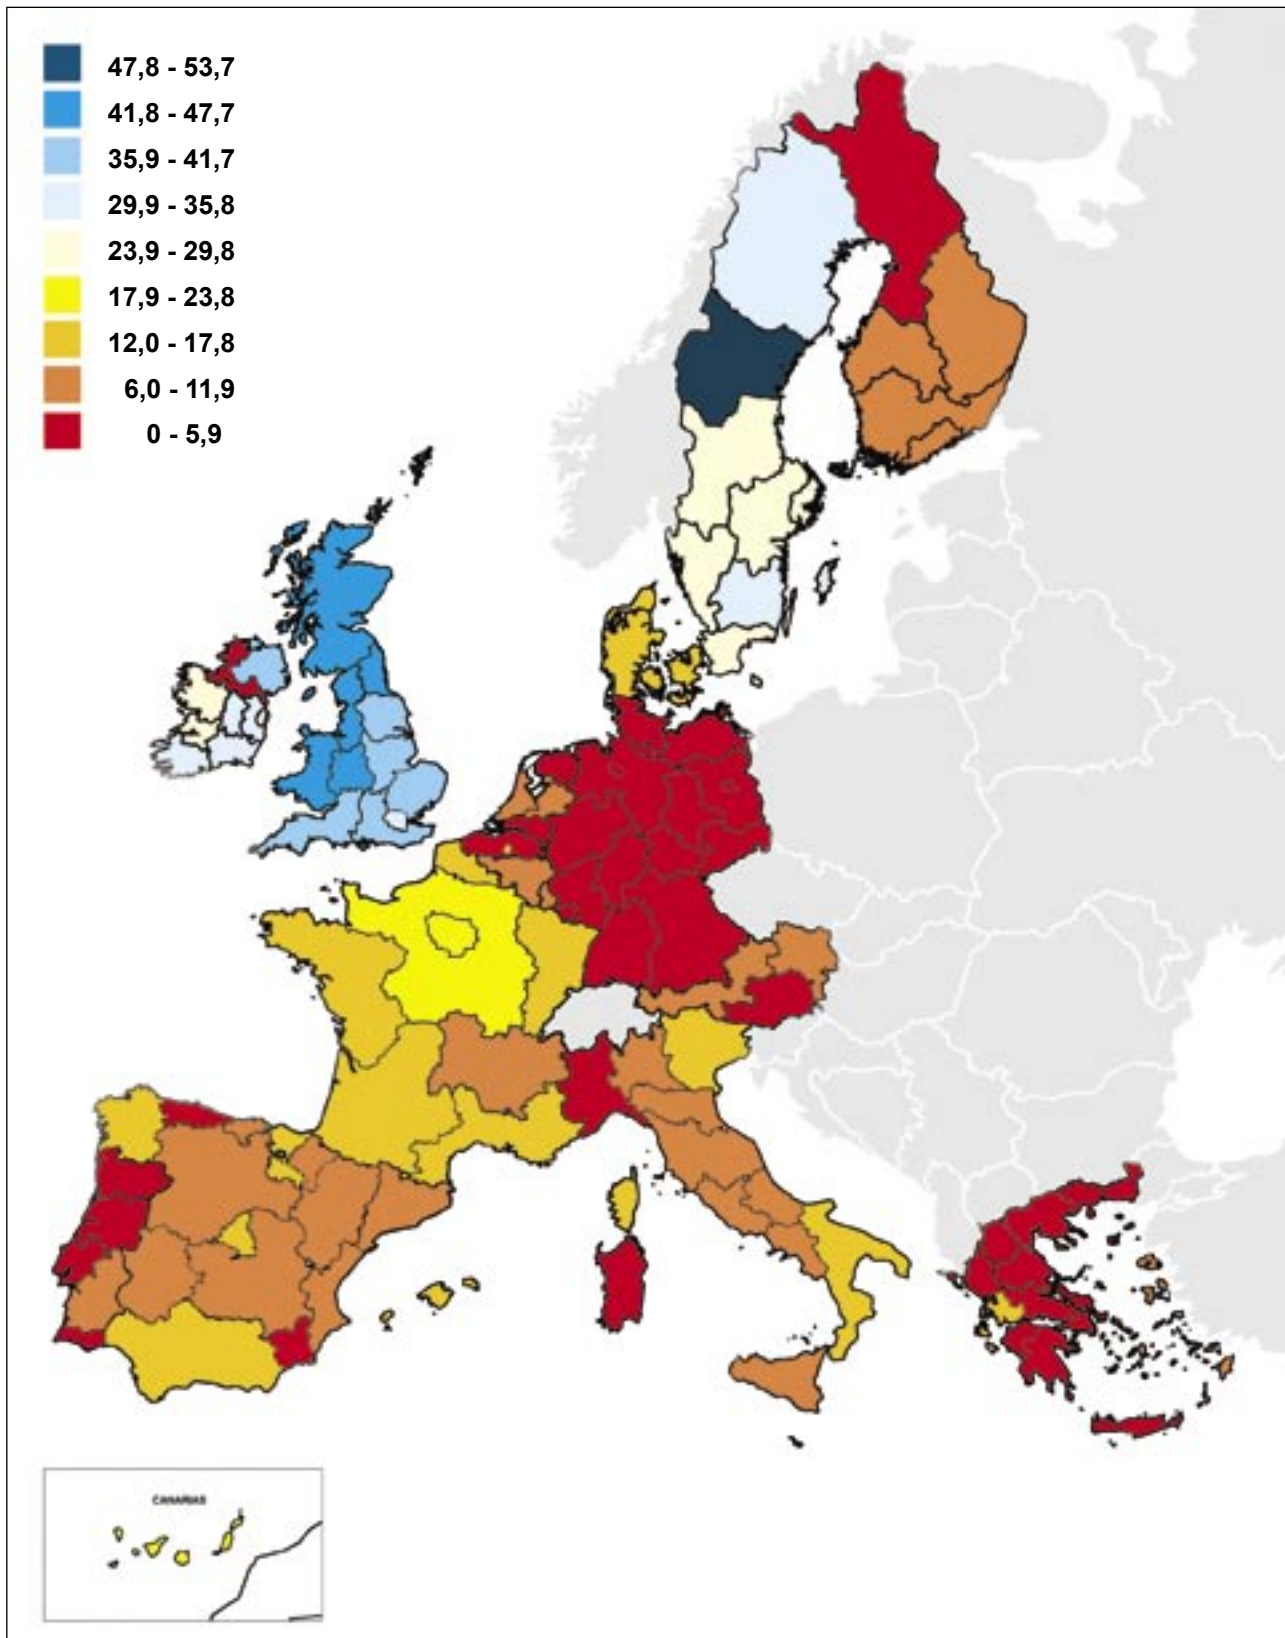 47,8 - 53,7
41,8 - 47,7
35,9 - 41,7
29,9 - 35,8
23,9 - 29,8
17,9 - 23,8
12,0 - 17,8
6,0 - 11,9
0 - 5,9
CANARIAS